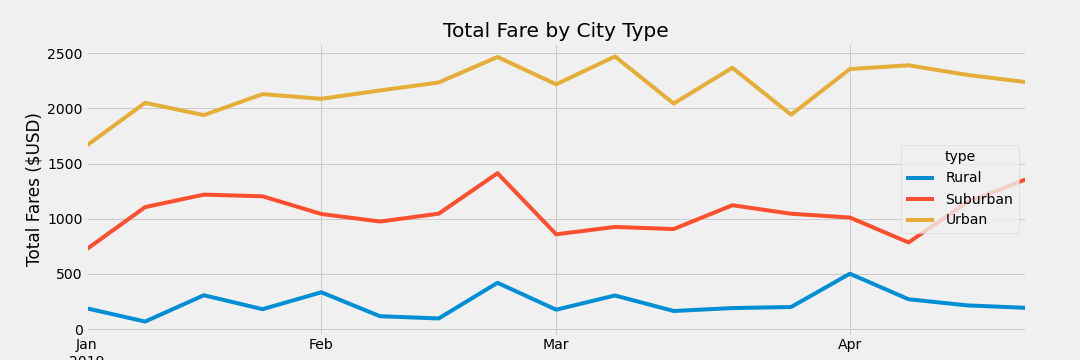 Total Fare by City Type
Total Fares ($USD)
2500
2000
1500
1000
500
0
type
Rural
Suburban
Urban
Jan
Feb
Mar
Apr
2019